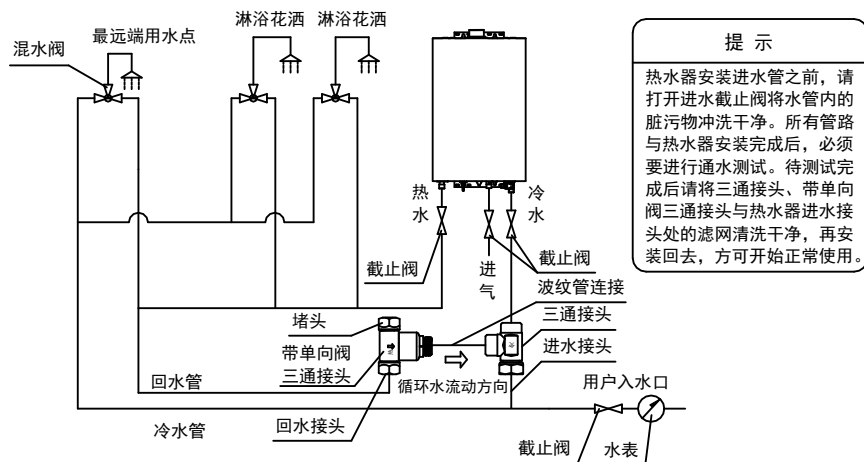 淋浴花洒
淋浴花洒
最远端用水点
混水阀
提 示
热水器安装进水管之前，请
打开进水截止阀将水管内的
脏污物冲洗干净。所有管路
与热水器安装完成后，必须
要进行通水测试。待测试完
成后请将三通接头、带单向
阀三通接头与热水器进水接
头处的滤网清洗干净，再安
装回去，方可开始正常使用。
热水
冷水
截止阀
进气
截止阀
波纹管连接
堵头
三通接头
带单向阀
三通接头
进水接头
回水管
循环水流动方向
用户入水口
冷水管
回水接头
截止阀
水表